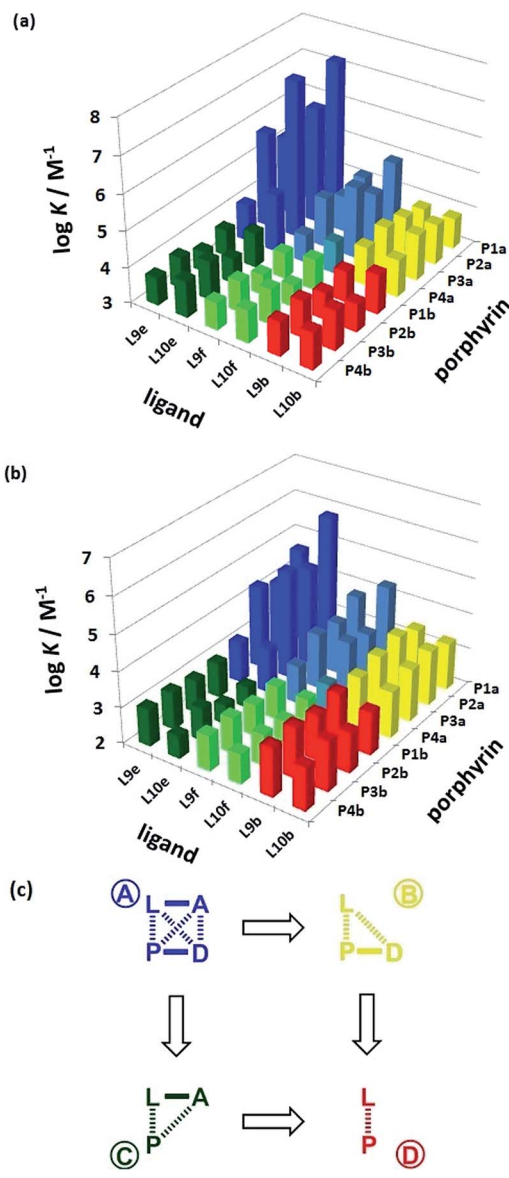 (a)
log K / M-1
8
7
6
5
4
3
L9e
L10e
L9f
L10f
L9b
L10b
ligand
P1a
P2a
P3a
P4a
P1b
P2b
P3b
P4b
porphyrin
(b)
log K / M-1
7
6
5
4
3
2
L9e
L10e
L9f
L10f
L9b
L10b
ligand
P1a
P2a
P3a
P4a
P1b
P2b
P3b
P4b
porphyrin
(c)
A
L A
P D
B
L
P D
L A
P
C
L
P
D